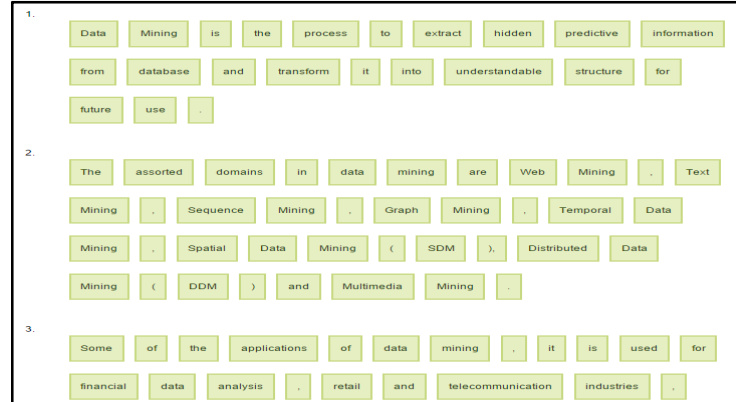 1.
Data Mining is the process to extract hidden predictive information
from database and transform it into understandable structure for
future use .
2.
The assorted domains in data mining are Web Mining , Text
Mining , Sequence Mining , Graph Mining , Temporal Data
Mining , Spatial Data Mining ( SDM ), Distributed Data
Mining ( DDM ) and Multimedia Mining .
3.
Some of the applications of data mining , it is used for
financial data analysis , retail and telecommunication industries ,